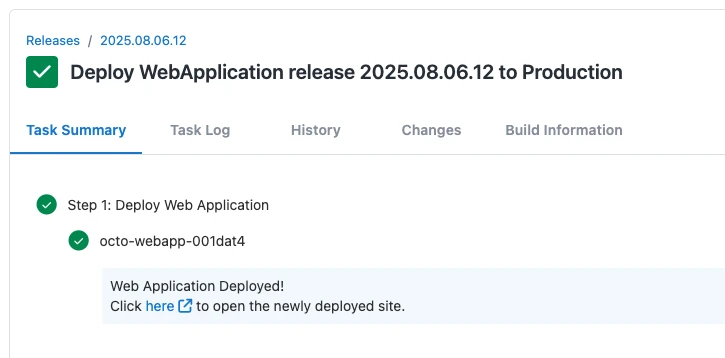 Releases / 2025.08.06.12
Deploy WebApplication release 2025.08.06.12 to Production
Task Summary Task Log History Changes Build Information
Step 1: Deploy Web Application
octo-webapp-001dat4
Web Application Deployed!
Click here to open the newly deployed site.